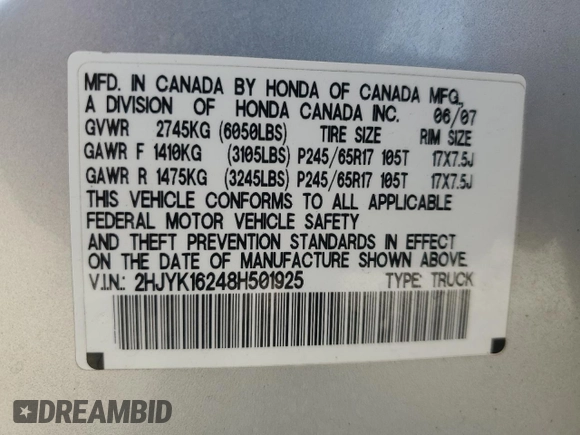 MFD. IN CANADA BY HONDA OF CANADA MFG.,
A DIVISION OF HONDA CANADA INC. 06/07
GVWR 2745KG (6050LBS) TIRE SIZE RIM SIZE
GAWR F 1410KG (3105LBS) P245/65R17 105T 17X7.5J
GAWR R 1475KG (3245LBS) P245/65R17 105T 17X7.5J
THIS VEHICLE CONFORMS TO ALL APPLICABLE
FEDERAL MOTOR VEHICLE SAFETY
AND THEFT PREVENTION STANDARDS IN EFFECT
ON THE DATE OF MANUFACTURE SHOWN ABOVE.
V.I.N.: 2HJYK16248H501925 TYPE: TRUCK
DREAMBID